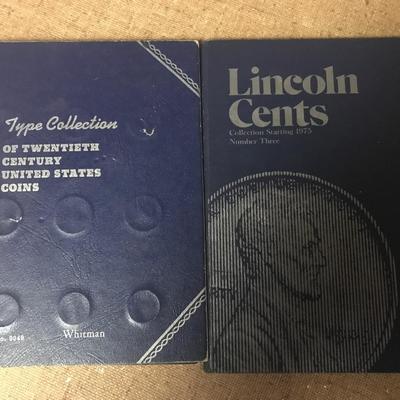 Type Collection
OF TWENTIETH
CENTURY
UNITED STATES
COINS
Whitman
Lincoln
Cents
Collection Starting 1975
Number Three